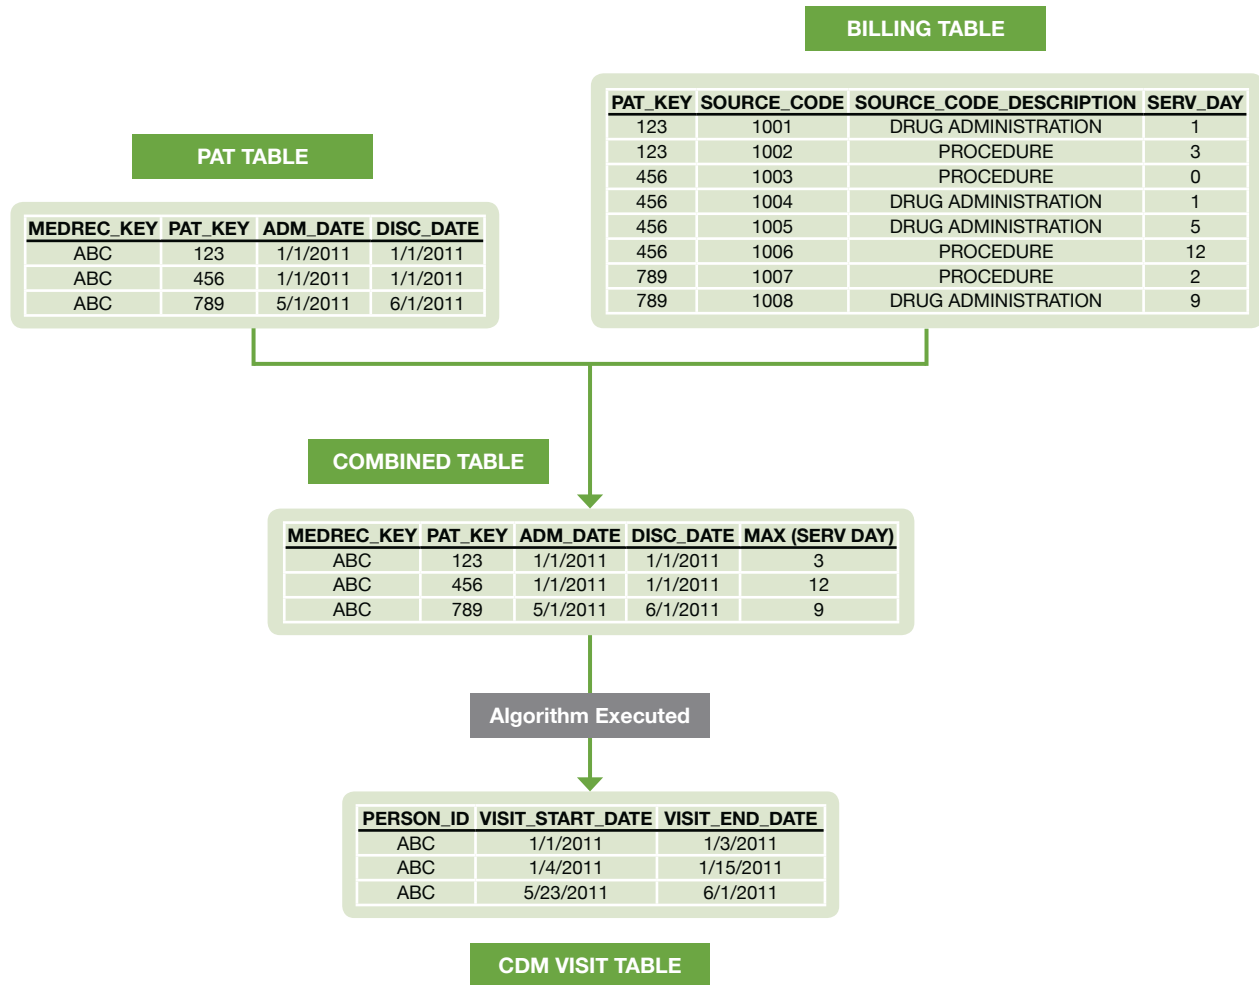 BILLING TABLE
PAT_KEY SOURCE_CODE SOURCE_CODE_DESCRIPTION SERV_DAY
123 1001 DRUG ADMINISTRATION 1
123 1002 PROCEDURE 3
456 1003 PROCEDURE 0
456 1004 DRUG ADMINISTRATION 1
456 1005 DRUG ADMINISTRATION 5
456 1006 PROCEDURE 12
789 1007 PROCEDURE 2
789 1008 DRUG ADMINISTRATION 9
PAT TABLE
MEDREC_KEY PAT_KEY ADM_DATE DISC_DATE
ABC 123 1/1/2011 1/1/2011
ABC 456 1/1/2011 1/1/2011
ABC 789 5/1/2011 6/1/2011
COMBINED TABLE
MEDREC_KEY PAT_KEY ADM_DATE DISC_DATE MAX (SERV DAY)
ABC 123 1/1/2011 1/1/2011 3
ABC 456 1/1/2011 1/1/2011 12
ABC 789 5/1/2011 6/1/2011 9
Algorithm Executed
PERSON_ID VISIT_START_DATE VISIT_END_DATE
ABC 1/1/2011 1/3/2011
ABC 1/4/2011 1/15/2011
ABC 5/23/2011 6/1/2011
CDM VISIT TABLE